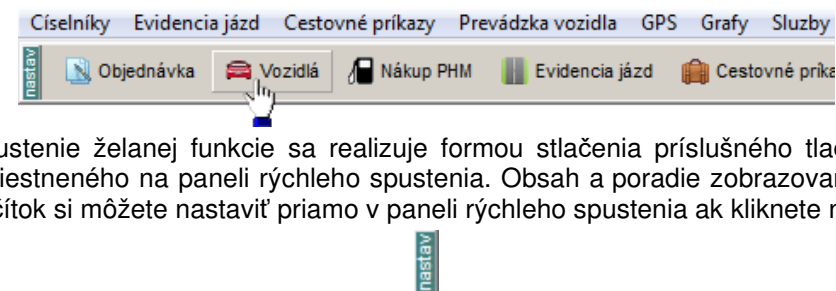 Číselníky Evidencia jázd Cestovné príkazy Prevádzka vozidla GPS Grafy Sluzby
nastav Objednávka Vozidlá Nákup PHM Evidencia jázd Cestovné príka
ustenie želanej funkcie sa realizuje formou stlačenia príslušného tlač
iestneného na paneli rýchleho spustenia. Obsah a poradie zobrazovan
čítok si môžete nastaviť priamo v paneli rýchleho spustenia ak kliknete n
nastav